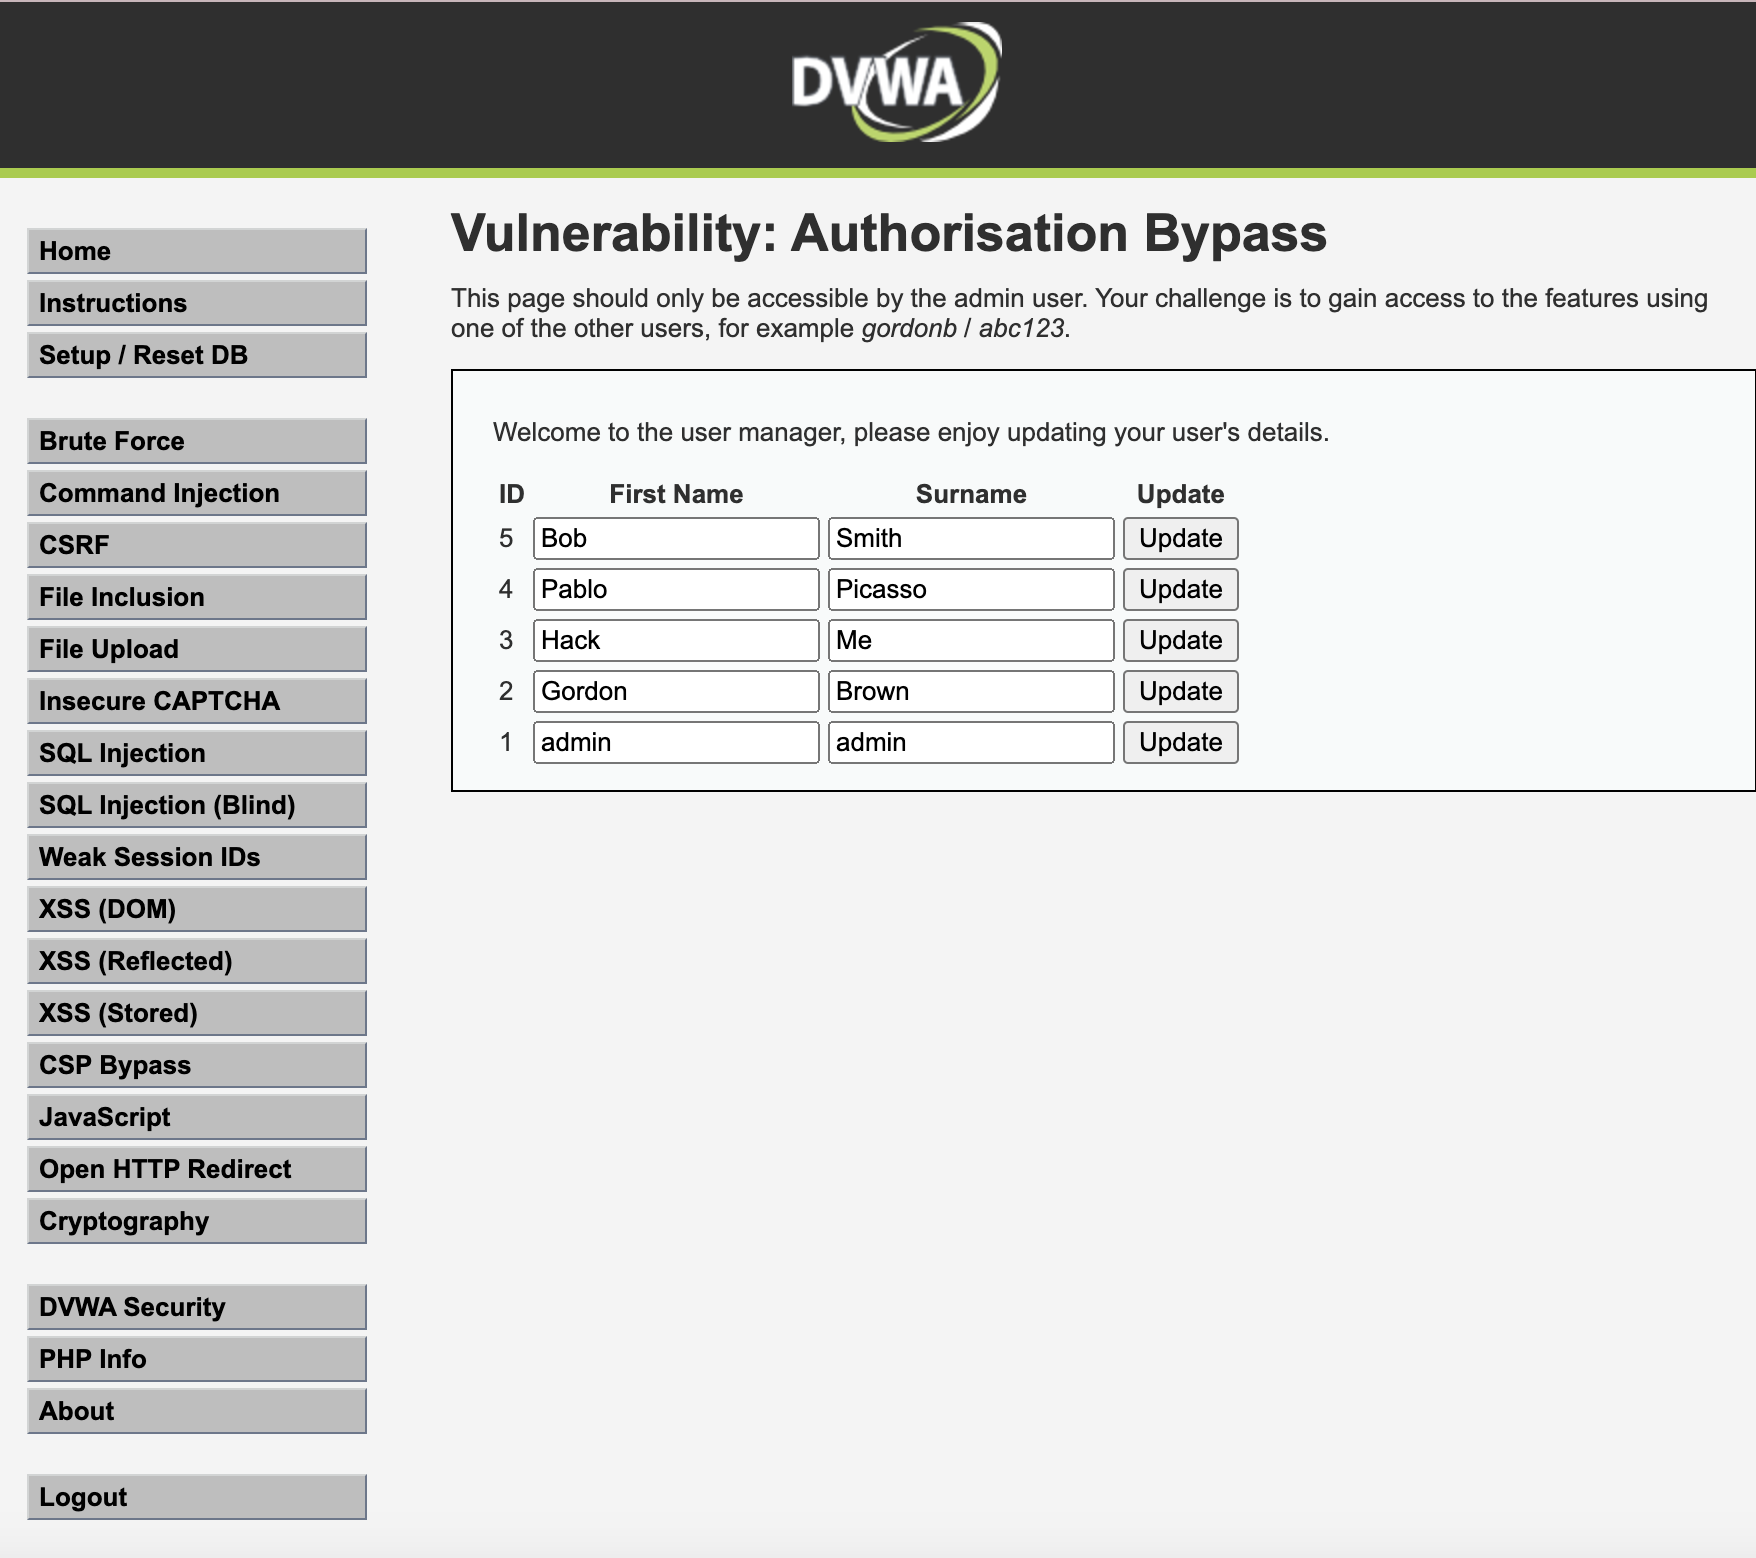 DVWA
Home
Instructions
Setup / Reset DB
Brute Force
Command Injection
CSRF
File Inclusion
File Upload
Insecure CAPTCHA
SQL Injection
SQL Injection (Blind)
Weak Session IDs
XSS (DOM)
XSS (Reflected)
XSS (Stored)
CSP Bypass
JavaScript
Open HTTP Redirect
Cryptography
DVWA Security
PHP Info
About
Logout
Vulnerability: Authorisation Bypass
This page should only be accessible by the admin user. Your challenge is to gain access to the features using
one of the other users, for example gordonb / abc123.
Welcome to the user manager, please enjoy updating your user's details.
ID First Name Surname Update
5 Bob Smith Update
4 Pablo Picasso Update
3 Hack Me Update
2 Gordon Brown Update
1 admin admin Update